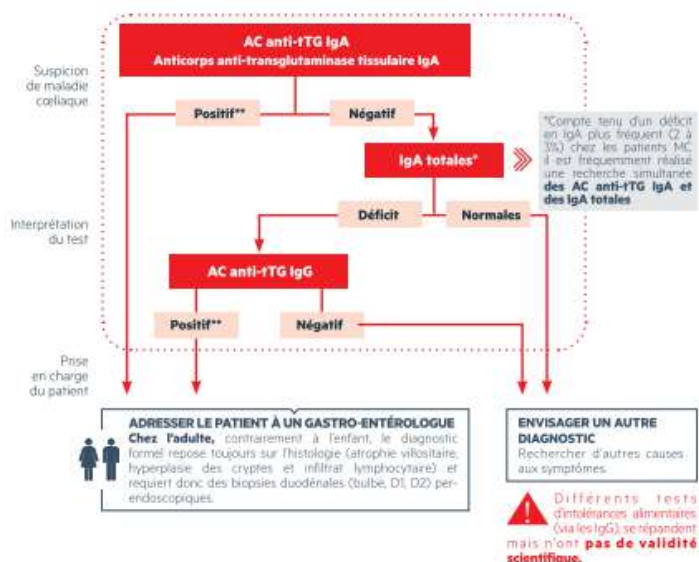 AC anti-tTG IgA
Anticorps anti-transglutaminase tissulaire IgA
Suspicion
de maladie
cœliaque
Positif**
Négatif
IgA totales*
*Compte tenu d'un déficit
en IgA plus fréquent (2 à
3%) chez les patients MC
il est fréquemment réalisé
une recherche simultanée
des AC anti-tTG IgA et
des IgA totales
Déficit
Normales
Interprétation
du test
AC anti-tTG IgG
Positif**
Négatif
Prise
en charge
du patient
ADRESSER LE PATIENT À UN GASTRO-ENTÉROLOGUE
Chez l'adulte, contrairement à l'enfant, le diagnostic
formel repose toujours sur l'histologie (atrophie villositaire,
hyperplasie des cryptes et infiltrat lymphocytaire) et
requiert donc des biopsies duodénales (bulbe, D1, D2) per-
endoscopiques.
ENVISAGER UN AUTRE
DIAGNOSTIC
Rechercher d'autres causes
aux symptômes.
Différents tests
d'intolérances alimentaires
(via les IgG), se répandent
mais n'ont pas de validité
scientifique.